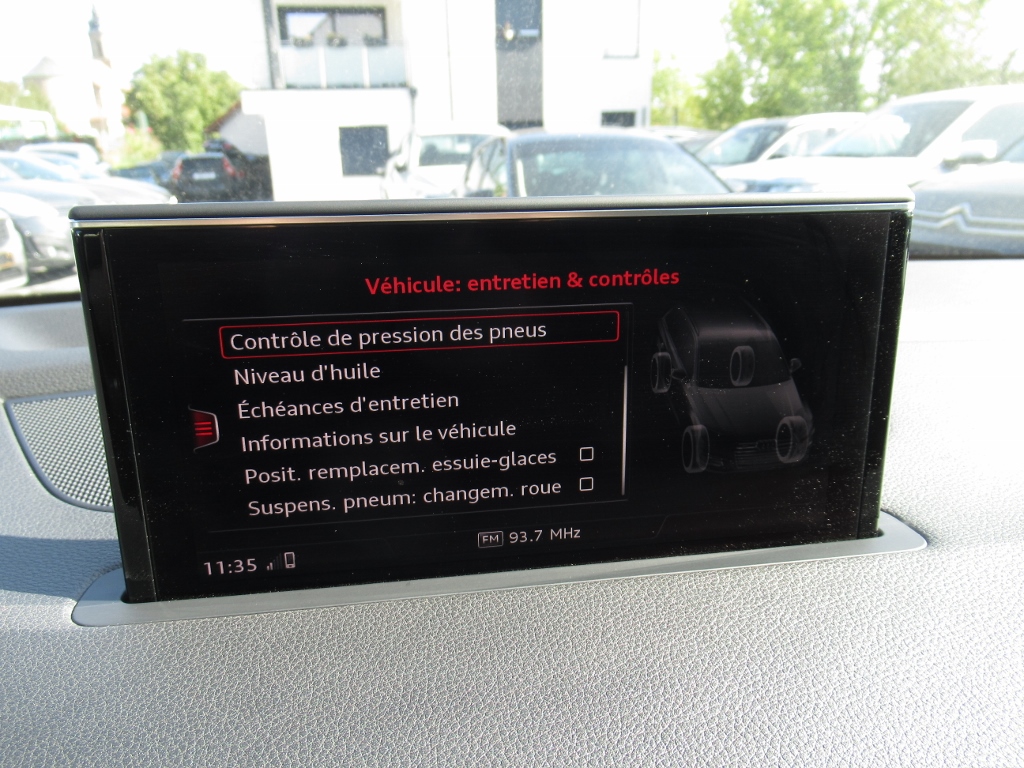 Véhicule: entretien & contrôles
Contrôle de pression des pneus
Niveau d'huile
Échéances d'entretien
Informations sur le véhicule
Posit. remplacem. essuie-glaces
Suspens. pneum: changem. roue
FM 93.7 MHz
11:35